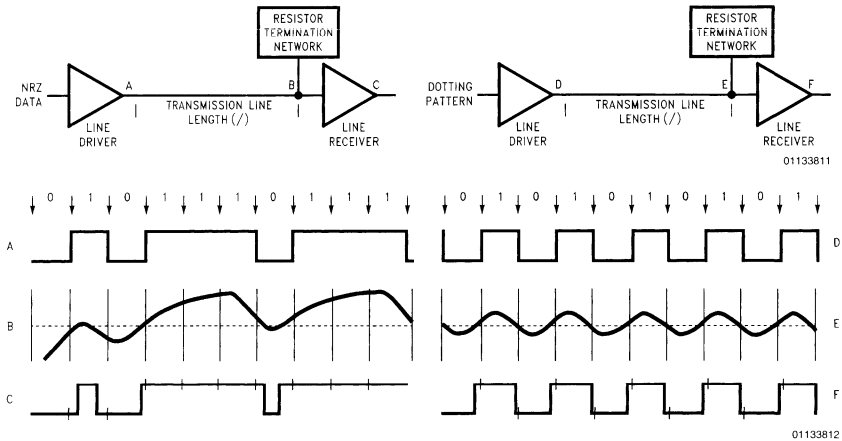 RESISTOR
TERMINATION
NETWORK
NRZ
DATA
A
B
C
TRANSMISSION LINE
LENGTH (/)
LINE
DRIVER
LINE
RECEIVER
RESISTOR
TERMINATION
NETWORK
DOTTING
PATTERN
D
E
F
TRANSMISSION LINE
LENGTH (/)
LINE
DRIVER
LINE
RECEIVER
01133811
0 1 0 1 1 1 0 1 1 1
0 1 0 1 0 1 0 1 0 1
A
D
B
E
C
F
01133812